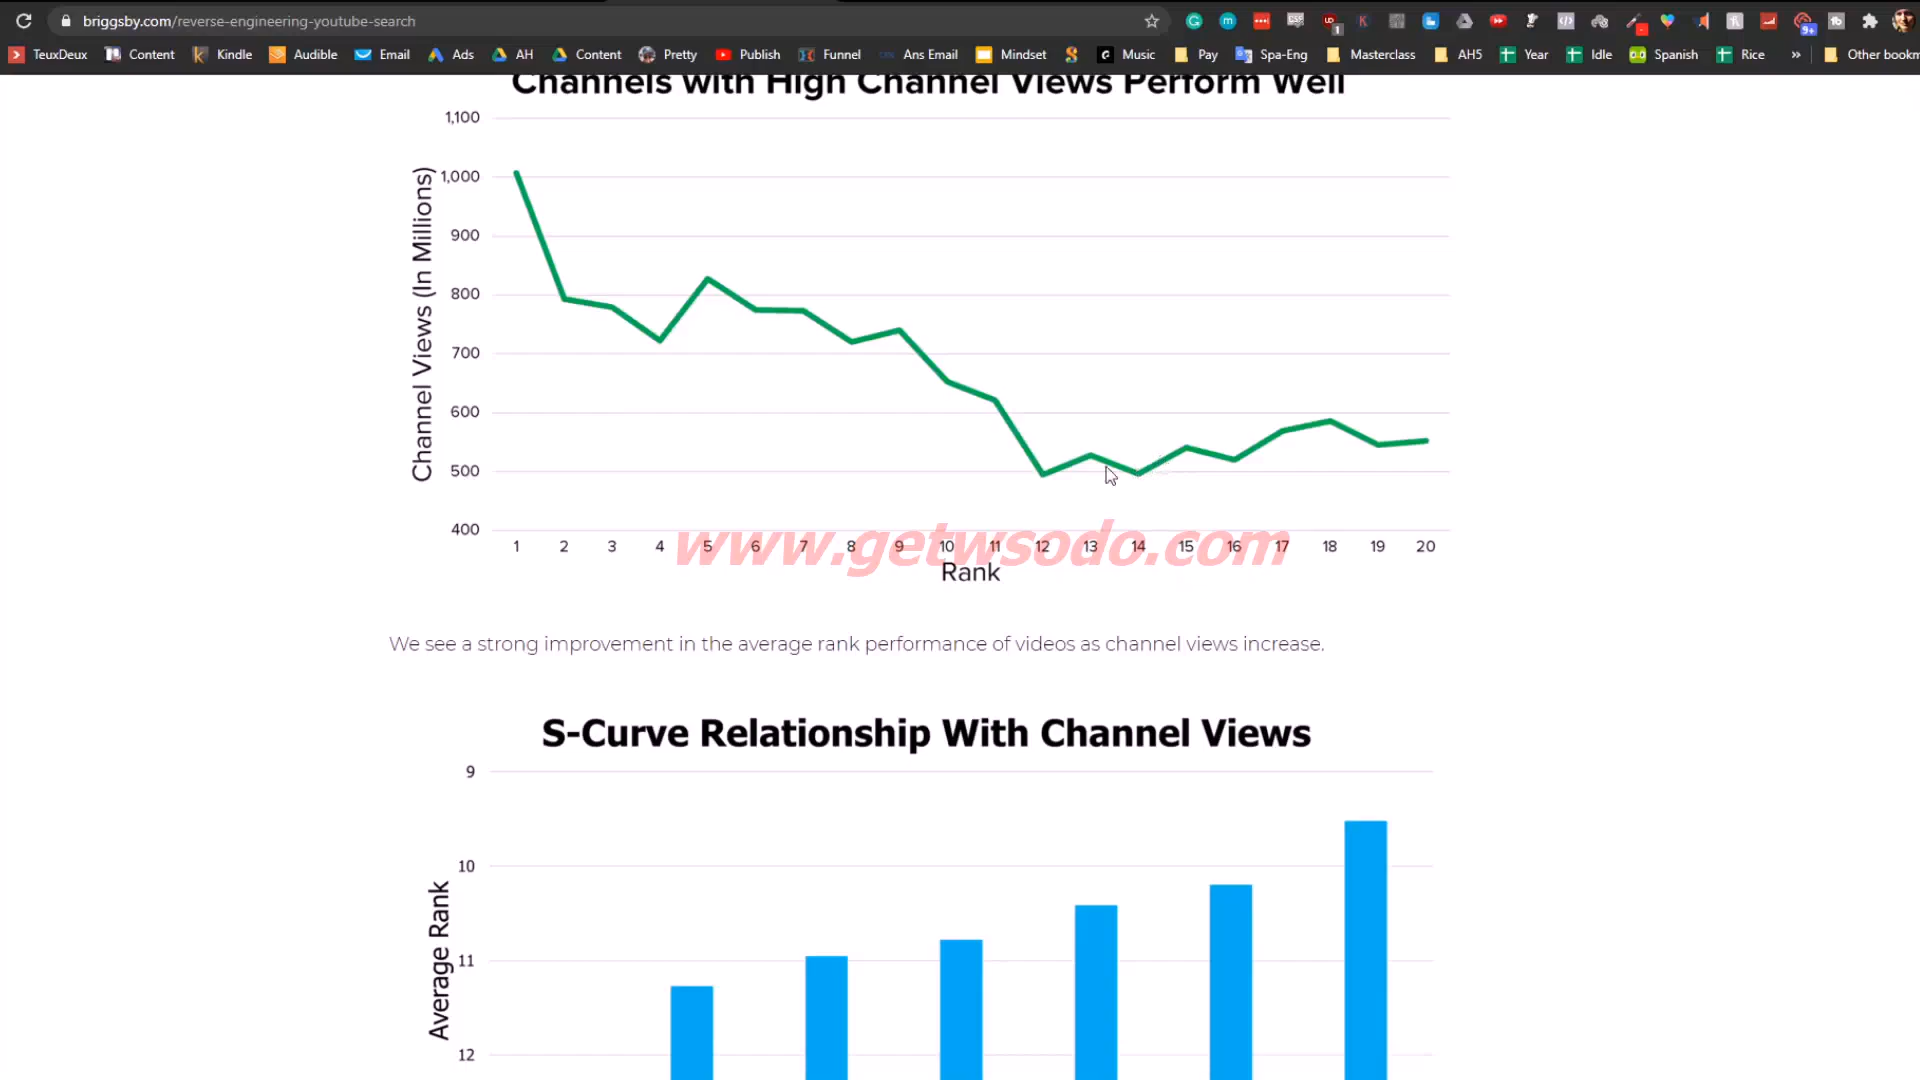 briggsby.com/reverse-engineering-youtube-search
TeuxDeux Content Kindle Audible Email Ads AH Content Pretty Publish Funnel Ans Email Mindset Music Pay Spa-Eng Masterclass AH5 Year Idle Spanish Rice » Other bookm
Channels with High Channel Views Perform Well
1,100
1,000
900
800
700
600
500
400
Channel Views (In Millions)
1 2 3 4 5 6 7 8 9 10 11 12 13 14 15 16 17 18 19 20
Rank
www.getwsodo.com
We see a strong improvement in the average rank performance of videos as channel views increase.
S-Curve Relationship With Channel Views
9
10
11
12
Average Rank